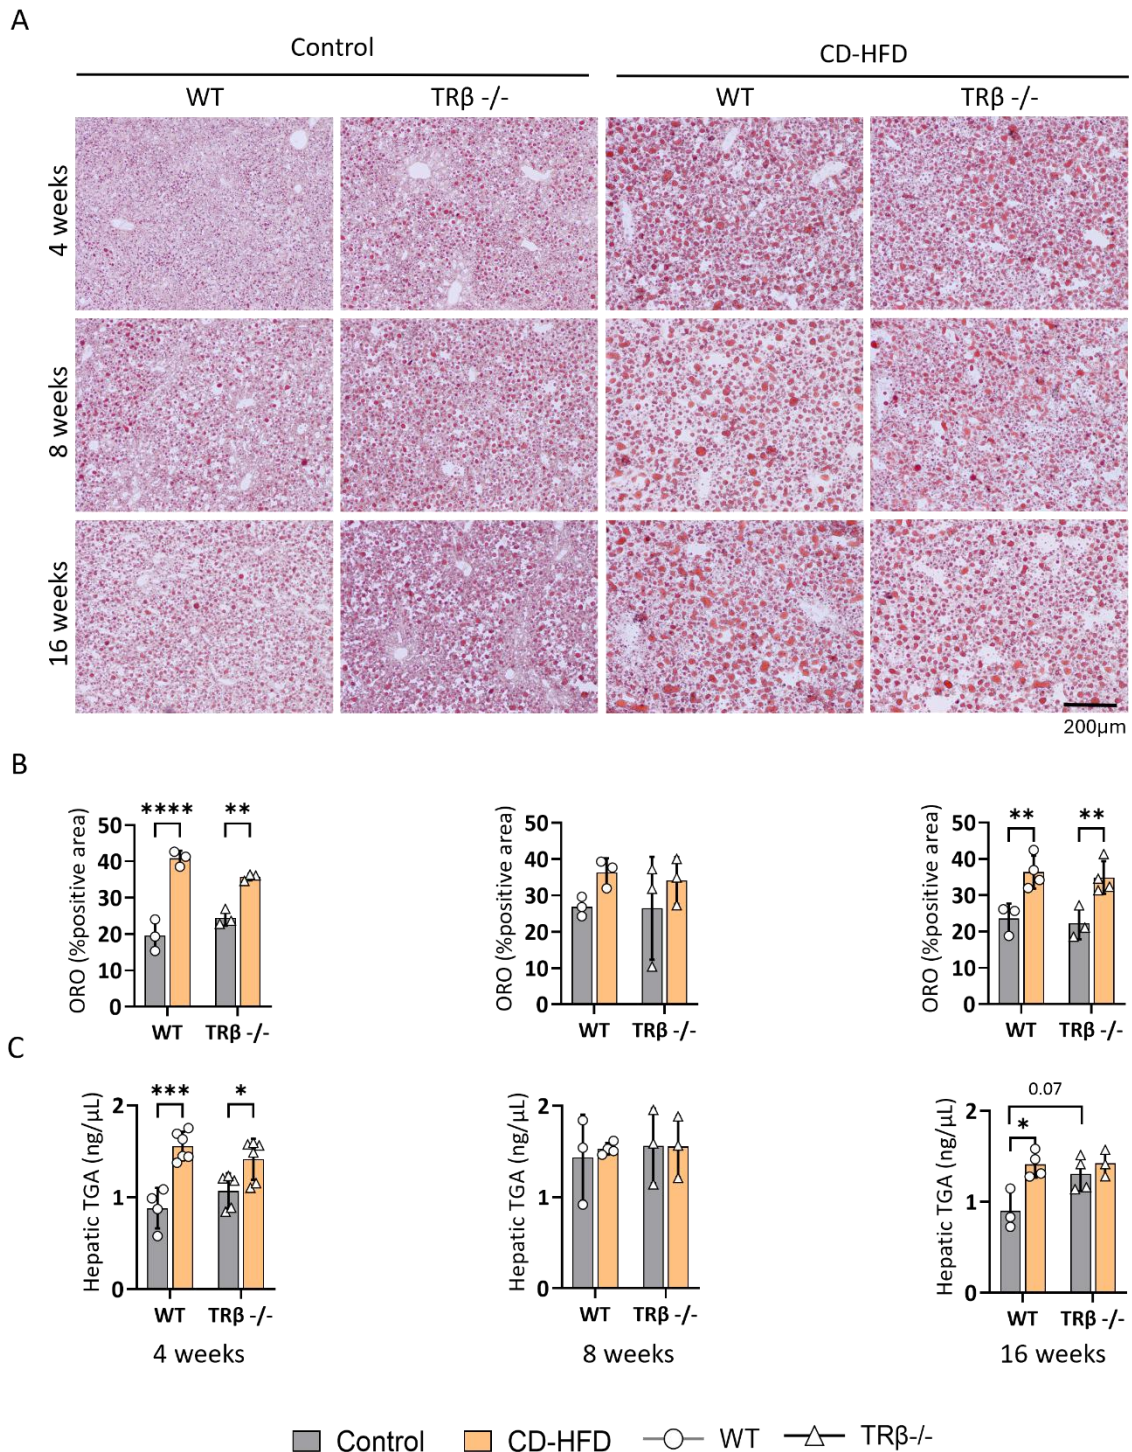 A
Control
CD-HFD
WT
TRβ -/-
WT
TRβ -/-
4 weeks
8 weeks
16 weeks
200µm
B
ORO (%positive area)
50
40
30
20
10
0
****
**
WT
TRβ -/-
ORO (%positive area)
50
40
30
20
10
0
WT
TRβ -/-
ORO (%positive area)
50
40
30
20
10
0
**
**
WT
TRβ -/-
C
Hepatic TGA (ng/µL)
2
1
0
***
*
WT
TRβ -/-
4 weeks
Hepatic TGA (ng/µL)
2
1
0
WT
TRβ -/-
8 weeks
Hepatic TGA (ng/µL)
2
1
0
0.07
*
WT
TRβ -/-
16 weeks
Control
CD-HFD
WT
TRβ-/-